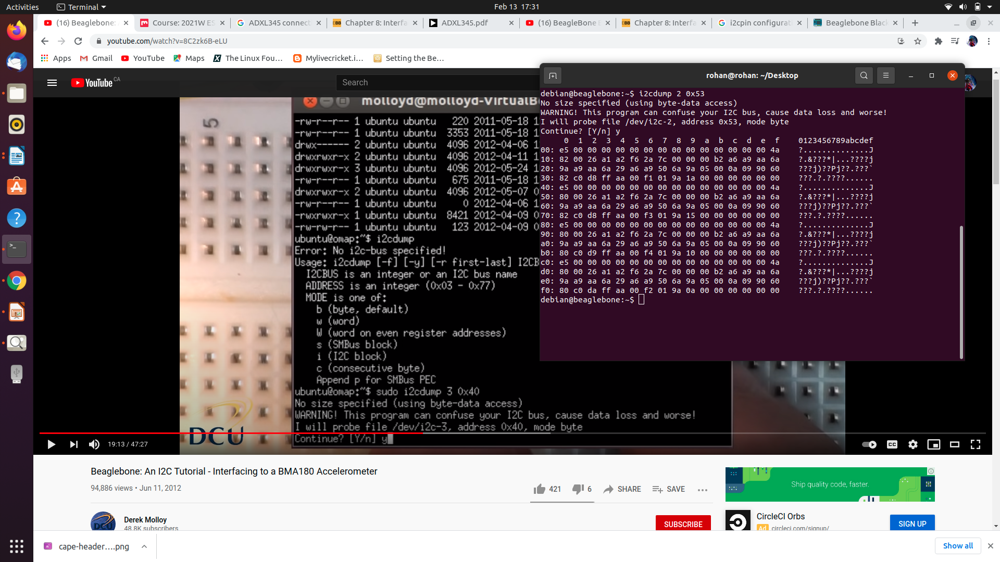 Activities
Terminal
Feb 13 17:31
(16) Beaglebone:
Course: 2021W ES
ADXL345 connect
Chapter 8: Interfa
ADXL345.pdf
(16) BeagleBone
Chapter 8: Interfa
i2cpin configurat
Beaglebone Blac
youtube.com/watch?v=8C2zk6B-eLU
Apps
Gmail
YouTube
Maps
The Linux Fou...
Mylivecricket.i...
Setting the Be...
YouTube CA
Search
molloyd@molloyd-VirtualB
5
-rw-r--r-- 1 ubuntu ubuntu 220 2011-05-18 1
-rw-r--r-- 1 ubuntu ubuntu 3353 2011-05-18 1
drwx------ 2 ubuntu ubuntu 4096 2012-04-06 1
drwxrwxr-x 2 ubuntu ubuntu 4096 2012-04-11 1
drwxrwxr-x 3 ubuntu ubuntu 4096 2012-05-24 1
-rw-r--r-- 1 ubuntu ubuntu 675 2011-05-18 1
drwxrwxr-x 2 ubuntu ubuntu 4096 2012-05-07 0
-rw-r--r-- 1 ubuntu ubuntu 0 2012-04-06 1
-rwxrwxr-x 1 ubuntu ubuntu 8421 2012-04-09 0
-rw-rw-r-- 1 ubuntu ubuntu 123 2012-04-09 0
ubuntu@omap:~$ i2cdump
Error: No i2c-bus specified!
Usage: i2cdump [-f] [-y] [-r first-last] I2CB
I2CBUS is an integer or an I2C bus name
ADDRESS is an integer (0x03 - 0x77)
MODE is one of:
b (byte, default)
w (word)
W (word on even register addresses)
s (SMBus block)
i (I2C block)
c (consecutive byte)
Append p for SMBus PEC
ubuntu@omap:~$ sudo i2cdump 3 0x40
No size specified (using byte-data access)
WARNING! This program can confuse your I2C bus, cause data loss and worse!
I will probe file /dev/i2c-3, address 0x40, mode byte
Continue? [Y/n] y
DCU
rohan@rohan: ~/Desktop
debian@beaglebone:~$ i2cdump 2 0x53
No size specified (using byte-data access)
WARNING! This program can confuse your I2C bus, cause data loss and worse!
I will probe file /dev/i2c-2, address 0x53, mode byte
Continue? [Y/n] y
     0  1  2  3  4  5  6  7  8  9  a  b  c  d  e  f    0123456789abcdef
00: e5 00 00 00 00 00 00 00 00 00 00 00 00 00 00 4a    ?..............J
10: 82 00 26 a1 a2 f6 2a 7c 00 00 00 b2 a6 a9 aa 6a    ?.&???*|...????j
20: 9a a9 aa 6a 29 a6 a9 50 6a 9a 05 00 0a 09 90 60    ???j)??Pj??.???`
30: 82 c0 d8 ff aa 00 f1 01 9a 1a 00 00 00 00 00 00    ???.?.????......
40: e5 00 00 00 00 00 00 00 00 00 00 00 00 00 00 4a    ?..............J
50: 80 00 26 a1 a2 f6 2a 7c 00 00 00 b2 a6 a9 aa 6a    ?.&???*|...????j
60: 9a a9 aa 6a 29 a6 a9 50 6a 9a 05 00 0a 09 90 60    ???j)??Pj??.???`
70: 82 c0 d8 ff aa 00 f3 01 9a 15 00 00 00 00 00 00    ???.?.????......
80: e5 00 00 00 00 00 00 00 00 00 00 00 00 00 00 4a    ?..............J
90: 80 00 26 a1 a2 f6 2a 7c 00 00 00 b2 a6 a9 aa 6a    ?.&???*|...????j
a0: 9a a9 aa 6a 29 a6 a9 50 6a 9a 05 00 0a 09 90 60    ???j)??Pj??.???`
b0: 80 c0 d9 ff aa 00 f4 01 9a 10 00 00 00 00 00 00    ???.?.????......
c0: e5 00 00 00 00 00 00 00 00 00 00 00 00 00 00 4a    ?..............J
d0: 80 00 26 a1 a2 f6 2a 7c 00 00 00 b2 a6 a9 aa 6a    ?.&???*|...????j
e0: 9a a9 aa 6a 29 a6 a9 50 6a 9a 05 00 0a 09 90 60    ???j)??Pj??.???`
f0: 80 c0 da ff aa 00 f2 01 9a 0a 00 00 00 00 00 00    ???.?.????......
debian@beaglebone:~$
19:13 / 47:27
CC
Beaglebone: An I2C Tutorial - Interfacing to a BMA180 Accelerometer
94,886 views • Jun 11, 2012
421
6
SHARE
SAVE
Derek Molloy
48.8K subscribers
SUBSCRIBE
Ship quality code, faster.
CircleCI Orbs
Ad circleci.com/signup/
SIGN UP
cape-header....png
Show all